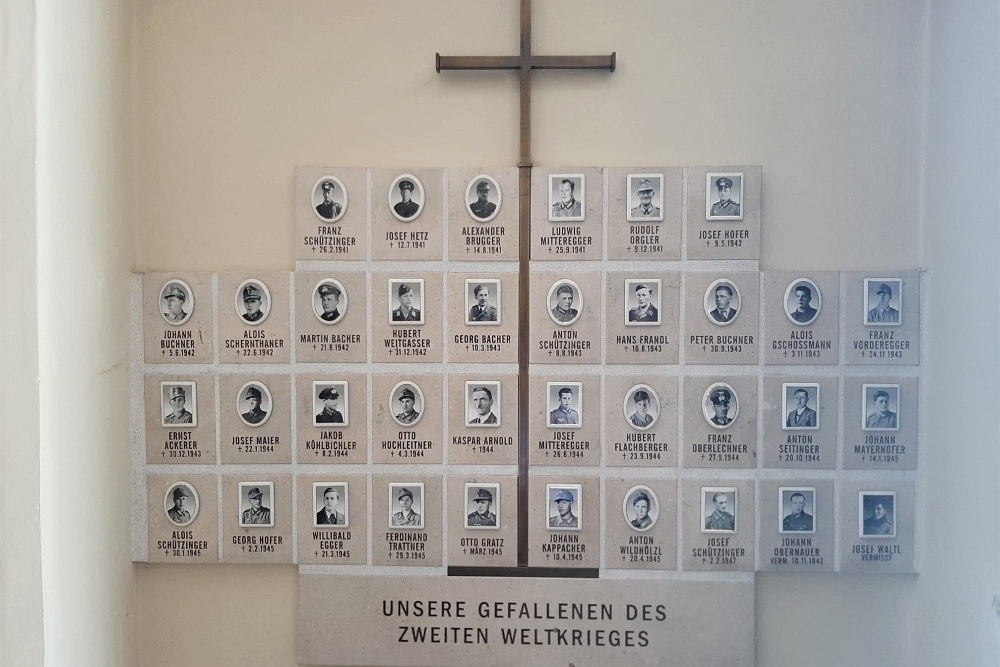 FRANZ
SCHÜTZINGER
† 26.2.1941
JOSEF HETZ
† 12.7.1941
ALEXANDER
BRUGGER
† 14.8.1941
LUDWIG
MITTEREGGER
† 25.9.1941
RUDOLF
ORGLER
† 9.12.1941
JOSEF HOFER
† 9.5.1942
JOHANN
BUCHNER
† 5.6.1942
ALOIS
SCHERNTHANER
† 22.6.1942
MARTIN BACHER
† 21.8.1942
HUBERT
WEITGASSER
† 31.12.1942
GEORG BACHER
† 10.3.1943
ANTON
SCHÜTZINGER
† 8.8.1943
HANS FRANDL
† 16.8.1943
PETER BUCHNER
† 30.9.1943
ALOIS
GSCHOSSMANN
† 3.11.1943
FRANZ
VORDEREGGER
† 24.11.1943
ERNST
ACKERER
† 30.12.1943
JOSEF MAIER
† 22.1.1944
JAKOB
KÖHLBICHLER
† 8.2.1944
OTTO
HOCHLEITNER
† 4.3.1944
KASPAR ARNOLD
† 1944
JOSEF
MITTEREGGER
† 26.6.1944
HUBERT
FLACHBERGER
† 23.9.1944
FRANZ
OBERLECHNER
† 27.9.1944
ANTON
SEITINGER
† 20.10.1944
JOHANN
MAYERHOFER
† 14.1.1945
ALOIS
SCHÜTZINGER
† 30.1.1945
GEORG HOFER
† 2.2.1945
WILLIBALD
EGGER
† 21.3.1945
FERDINAND
TRATTNER
† 29.3.1945
OTTO GRATZ
† MÄRZ 1945
JOHANN
KAPPACHER
† 10.4.1945
ANTON
WILDHÖLZL
† 20.4.1945
JOSEF
SCHÜTZINGER
† 2.2.1947
JOHANN
OBERNAUER
VERM. 10.11.1943
JOSEF WALTL
VERMISST
UNSERE GEFALLENEN DES
ZWEITEN WELTKRIEGES